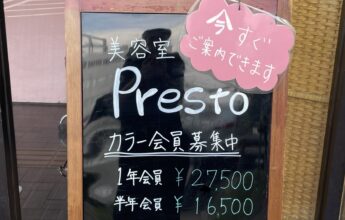 今すぐ
ご案内できます
美容室
Presto
カラー会員募集中
1年会員 ¥27,500
半年会員 ¥16,500